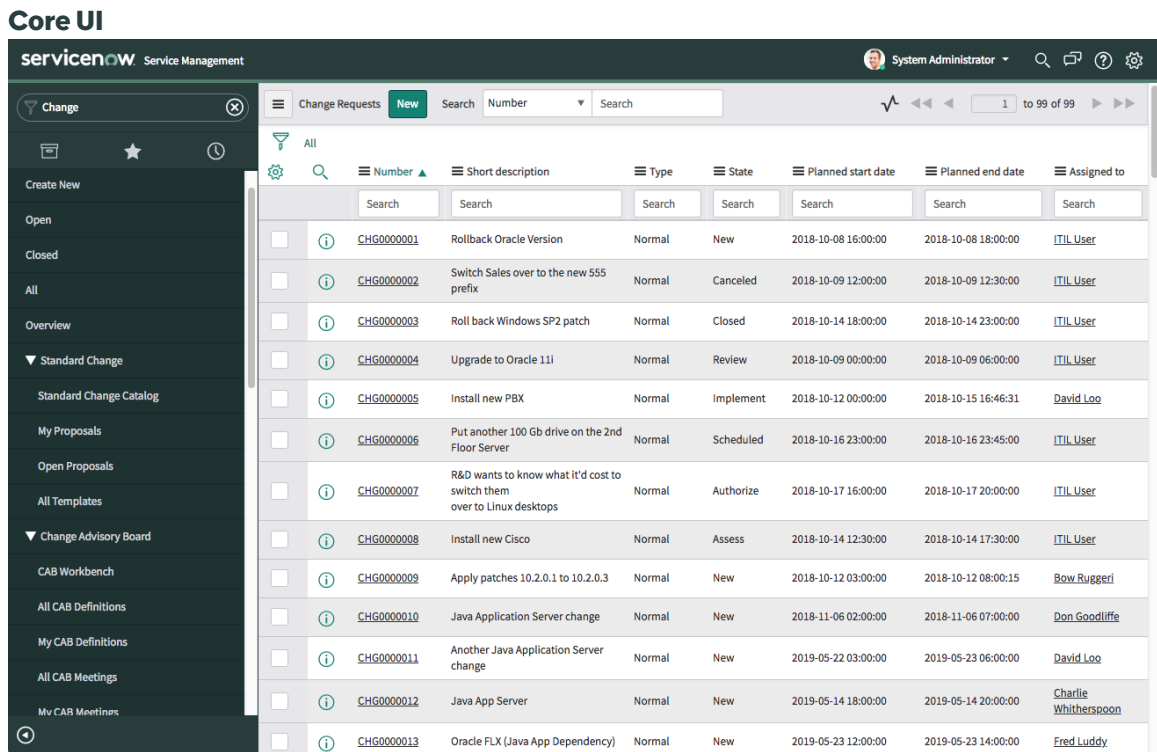 Core UI
servicenow Service Management
System Administrator
Change
Change Requests New Search Number Search 1 to 99 of 99
All
Create New
Open
Closed
All
Overview
Standard Change
Standard Change Catalog
My Proposals
Open Proposals
All Templates
Change Advisory Board
CAB Workbench
All CAB Definitions
My CAB Definitions
All CAB Meetings
My CAB Meetings
Number Short description Type State Planned start date Planned end date Assigned to
Search Search Search Search Search Search Search
CHG0000001 Rollback Oracle Version Normal New 2018-10-08 16:00:00 2018-10-08 18:00:00 ITIL User
CHG0000002 Switch Sales over to the new 555
prefix Normal Canceled 2018-10-09 12:00:00 2018-10-09 12:30:00 ITIL User
CHG0000003 Roll back Windows SP2 patch Normal Closed 2018-10-14 18:00:00 2018-10-14 23:00:00 ITIL User
CHG0000004 Upgrade to Oracle 11i Normal Review 2018-10-09 00:00:00 2018-10-09 06:00:00 ITIL User
CHG0000005 Install new PBX Normal Implement 2018-10-12 00:00:00 2018-10-15 16:46:31 David Loo
CHG0000006 Put another 100 Gb drive on the 2nd
Floor Server Normal Scheduled 2018-10-16 23:00:00 2018-10-16 23:45:00 ITIL User
CHG0000007 R&D wants to know what it'd cost to
switch them
over to Linux desktops Normal Authorize 2018-10-17 16:00:00 2018-10-17 20:00:00 ITIL User
CHG0000008 Install new Cisco Normal Assess 2018-10-14 12:30:00 2018-10-14 17:30:00 ITIL User
CHG0000009 Apply patches 10.2.0.1 to 10.2.0.3 Normal New 2018-10-12 03:00:00 2018-10-12 08:00:15 Bow Ruggeri
CHG0000010 Java Application Server change Normal New 2018-11-06 02:00:00 2018-11-06 07:00:00 Don Goodliffe
CHG0000011 Another Java Application Server
change Normal New 2019-05-22 03:00:00 2019-05-23 06:00:00 David Loo
CHG0000012 Java App Server Normal New 2019-05-14 18:00:00 2019-05-14 20:00:00 Charlie
Whitherspoon
CHG0000013 Oracle FLX (Java App Dependency) Normal New 2019-05-23 12:00:00 2019-05-23 14:00:00 Fred Luddy